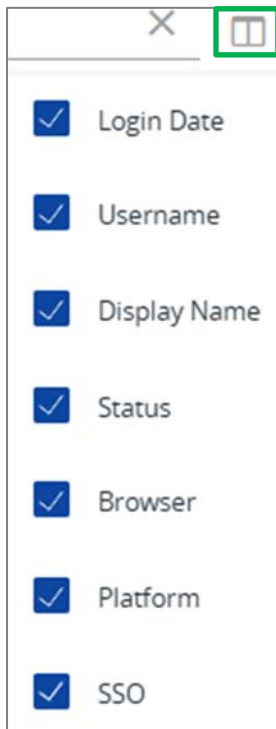 Login Date
Username
Display Name
Status
Browser
Platform
SSO